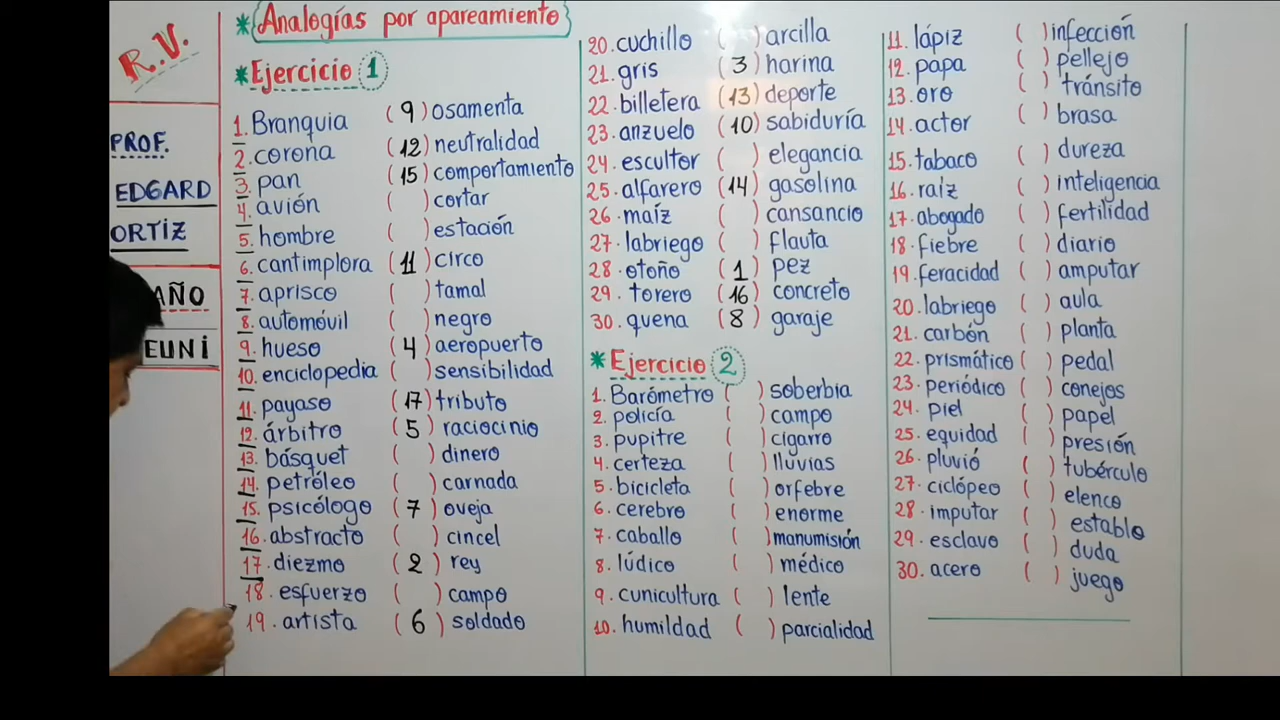 R.V.
PROF.
EDGARD
ORTIZ
AÑO
EUNI
* Analogías por apareamiento
* Ejercicio 1
1. Branquia (9) osamenta
2. corona (12) neutralidad
3. pan (15) comportamiento
4. avión ( ) cortar
5. hombre ( ) estación
6. cantimplora (11) circo
7. aprisco ( ) tamal
8. automóvil ( ) negro
9. hueso (4) aeropuerto
10. enciclopedia ( ) sensibilidad
11. payaso (17) tributo
12. árbitro (5) raciocinio
13. básquet ( ) dinero
14. petróleo ( ) carnada
15. psicólogo (7) oveja
16. abstracto ( ) cincel
17. diezmo (2) rey
18. esfuerzo ( ) campo
19. artista (6) soldado
20. cuchillo ( ) arcilla
21. gris (3) harina
22. billetera (13) deporte
23. anzuelo (10) sabiduría
24. escultor ( ) elegancia
25. alfarero (14) gasolina
26. maíz ( ) cansancio
27. labriego ( ) flauta
28. otoño (1) pez
29. torero (16) concreto
30. quena (8) garaje
* Ejercicio 2
1. Barómetro ( ) soberbia
2. policía ( ) campo
3. pupitre ( ) cigarro
4. certeza ( ) lluvias
5. bicicleta ( ) orfebre
6. cerebro ( ) enorme
7. caballo ( ) manumisión
8. lúdico ( ) médico
9. cunicultura ( ) lente
10. humildad ( ) parcialidad
11. lápiz ( ) infección
12. papa ( ) pellejo
13. oro ( ) tránsito
14. actor ( ) brasa
15. tabaco ( ) dureza
16. raíz ( ) inteligencia
17. abogado ( ) fertilidad
18. fiebre ( ) diario
19. feracidad ( ) amputar
20. labriego ( ) aula
21. carbón ( ) planta
22. prismático ( ) pedal
23. periódico ( ) conejos
24. piel ( ) papel
25. equidad ( ) presión
26. pluvió ( ) tubérculo
27. ciclópeo ( ) elenco
28. imputar ( ) establo
29. esclavo ( ) duda
30. acero ( ) juego